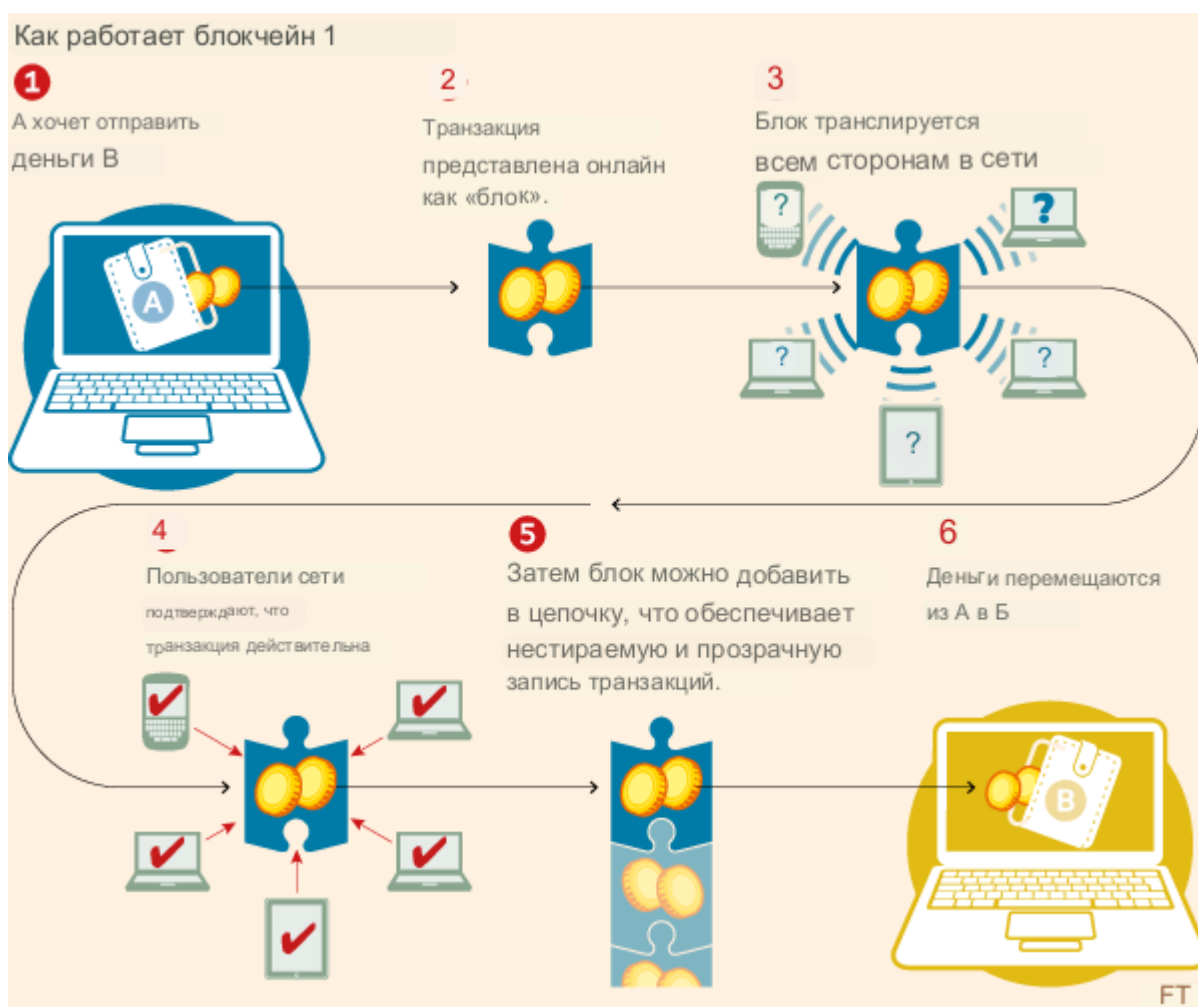 Как работает блокчейн 1
1
А хочет отправить
деньги В
2
Транзакция
представлена онлайн
как «блок».
3
Блок транслируется
всем сторонам в сети
A
?
?
?
?
?
4
Пользователи сети
подтверждают, что
транзакция действительна
5
Затем блок можно добавить
в цепочку, что обеспечивает
нестираемую и прозрачную
запись транзакций.
6
Деньги перемещаются
из А в Б
B
FT